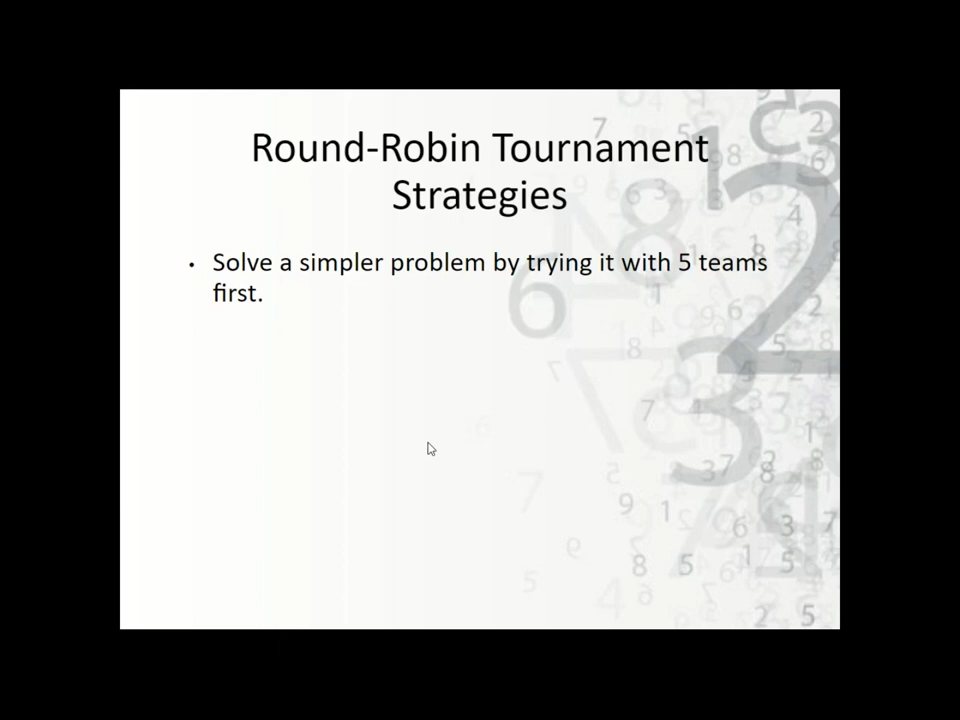 Round-Robin Tournament
Strategies
• Solve a simpler problem by trying it with 5 teams
first.